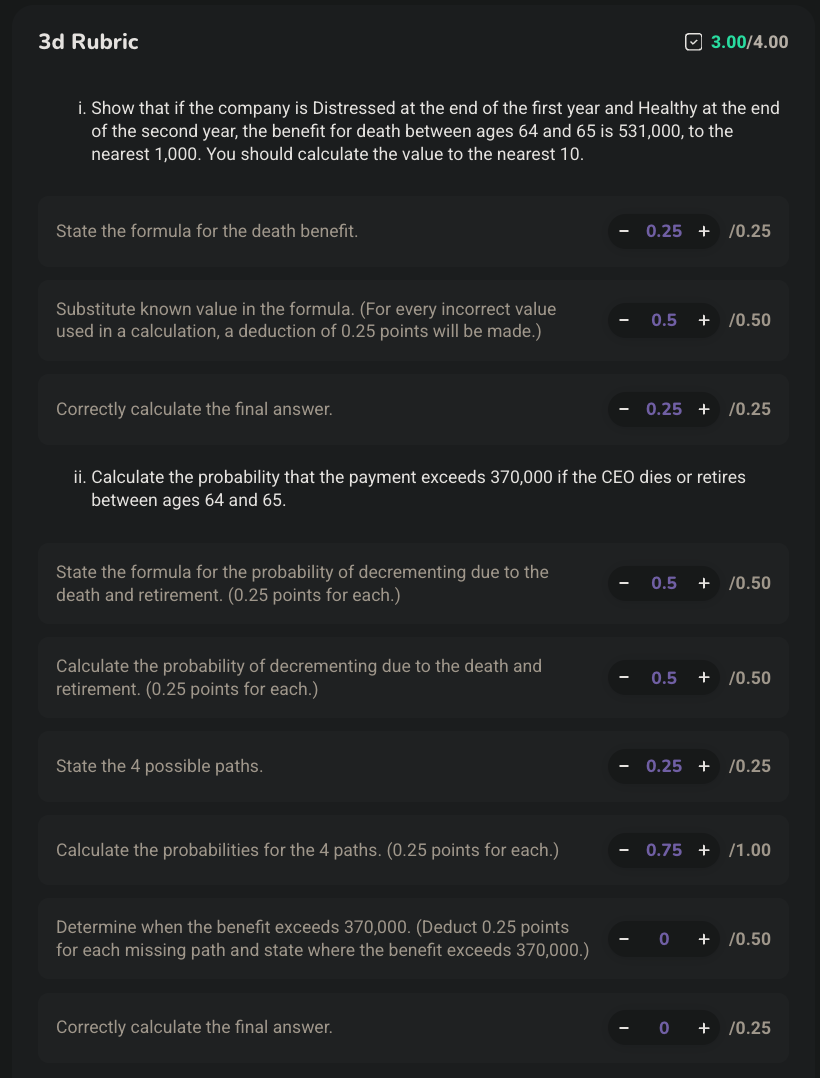 3d Rubric
3.00/4.00
i. Show that if the company is Distressed at the end of the first year and Healthy at the end
of the second year, the benefit for death between ages 64 and 65 is 531,000, to the
nearest 1,000. You should calculate the value to the nearest 10.
State the formula for the death benefit.
− 0.25 + /0.25
Substitute known value in the formula. (For every incorrect value
used in a calculation, a deduction of 0.25 points will be made.)
− 0.5 + /0.50
Correctly calculate the final answer.
− 0.25 + /0.25
ii. Calculate the probability that the payment exceeds 370,000 if the CEO dies or retires
between ages 64 and 65.
State the formula for the probability of decrementing due to the
death and retirement. (0.25 points for each.)
− 0.5 + /0.50
Calculate the probability of decrementing due to the death and
retirement. (0.25 points for each.)
− 0.5 + /0.50
State the 4 possible paths.
− 0.25 + /0.25
Calculate the probabilities for the 4 paths. (0.25 points for each.)
− 0.75 + /1.00
Determine when the benefit exceeds 370,000. (Deduct 0.25 points
for each missing path and state where the benefit exceeds 370,000.)
− 0 + /0.50
Correctly calculate the final answer.
− 0 + /0.25